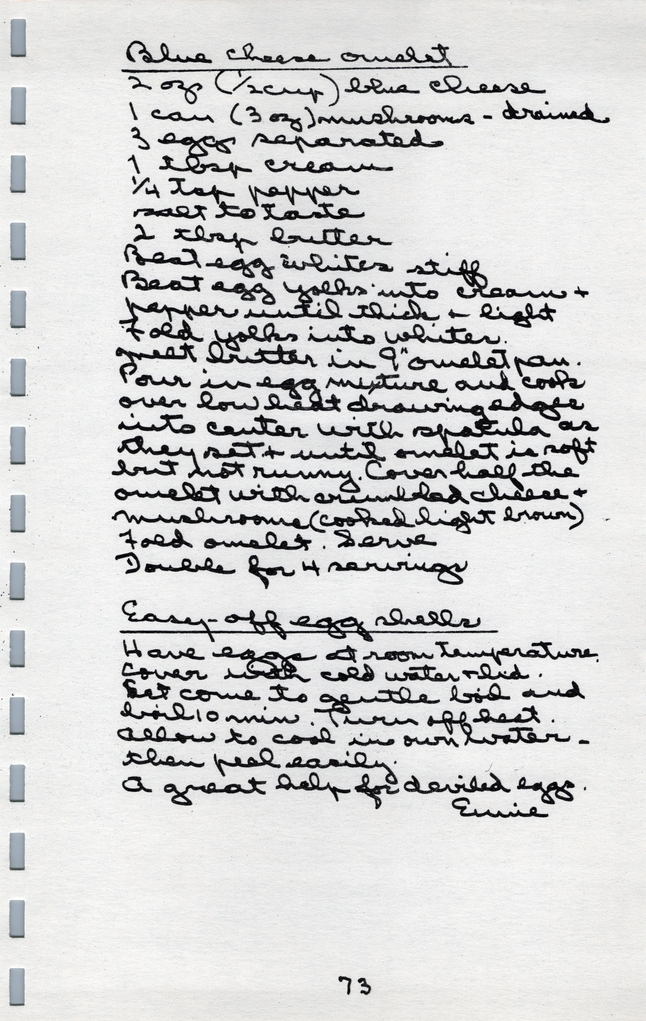 Blue cheese omelet
2 ozs (1/2 cup) blue cheese
1 can (3 oz) mushrooms - drained
3 eggs separated
1 tbsp cream
1/4 tsp pepper
salt to taste
2 tbsp butter
Beat egg whites stiff
Beat egg yolks into cream +
pepper until thick + light
Fold yolks into whites.
melt butter in 9" omelet pan.
Pour in egg mixture and cook
over low heat drawing edges
into center with spatula as
they set + until omelet is soft
but not runny. Cover half the
omelet with crumbled cheese +
mushrooms (cooked light brown)
Fold omelet. Serve
Double for 4 servings
Easy-off egg shells
Have eggs at room temperature.
Cover with cold water + lid.
Let come to gentle boil and
boil 10 min. Turn off heat.
Allow to cool in own water -
then peel easily.
A great help for deviled eggs.
Ernie
73